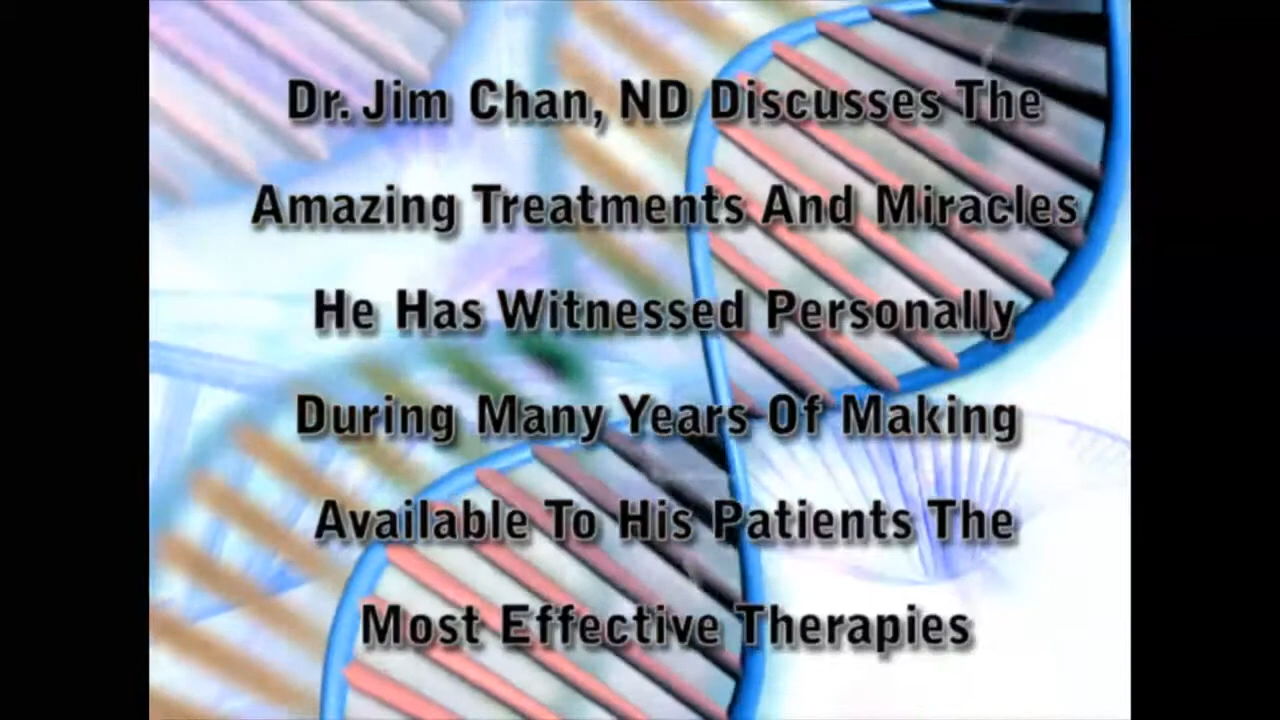 Dr. Jim Chan, ND Discusses The
Amazing Treatments And Miracles
He Has Witnessed Personally
During Many Years Of Making
Available To His Patients The
Most Effective Therapies